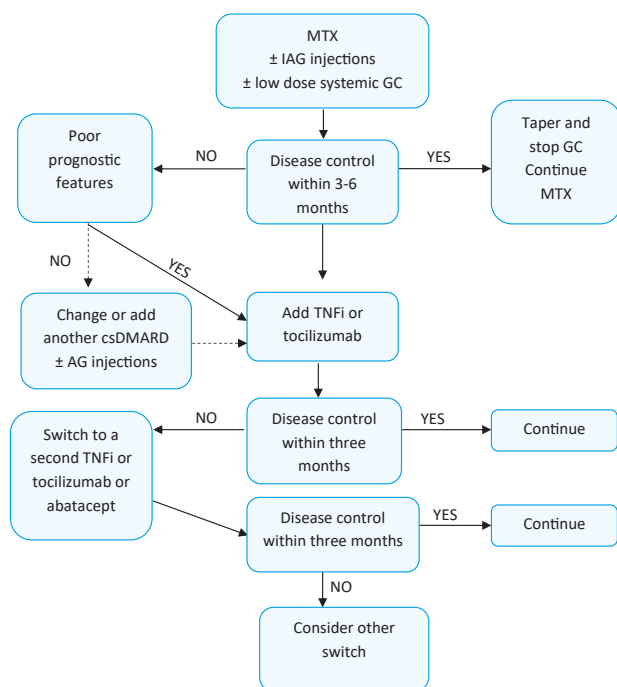 MTX
± IAG injections
± low dose systemic GC
Poor
prognostic
features
NO
Disease control
within 3-6
months
YES
Taper and
stop GC
Continue
MTX
NO
YES
Change or add
another csDMARD
± AG injections
Add TNFi or
tocilizumab
Switch to a
second TNFi or
tocilizumab or
abatacept
NO
Disease control
within three
months
YES
Continue
Disease control
within three months
YES
Continue
NO
Consider other
switch